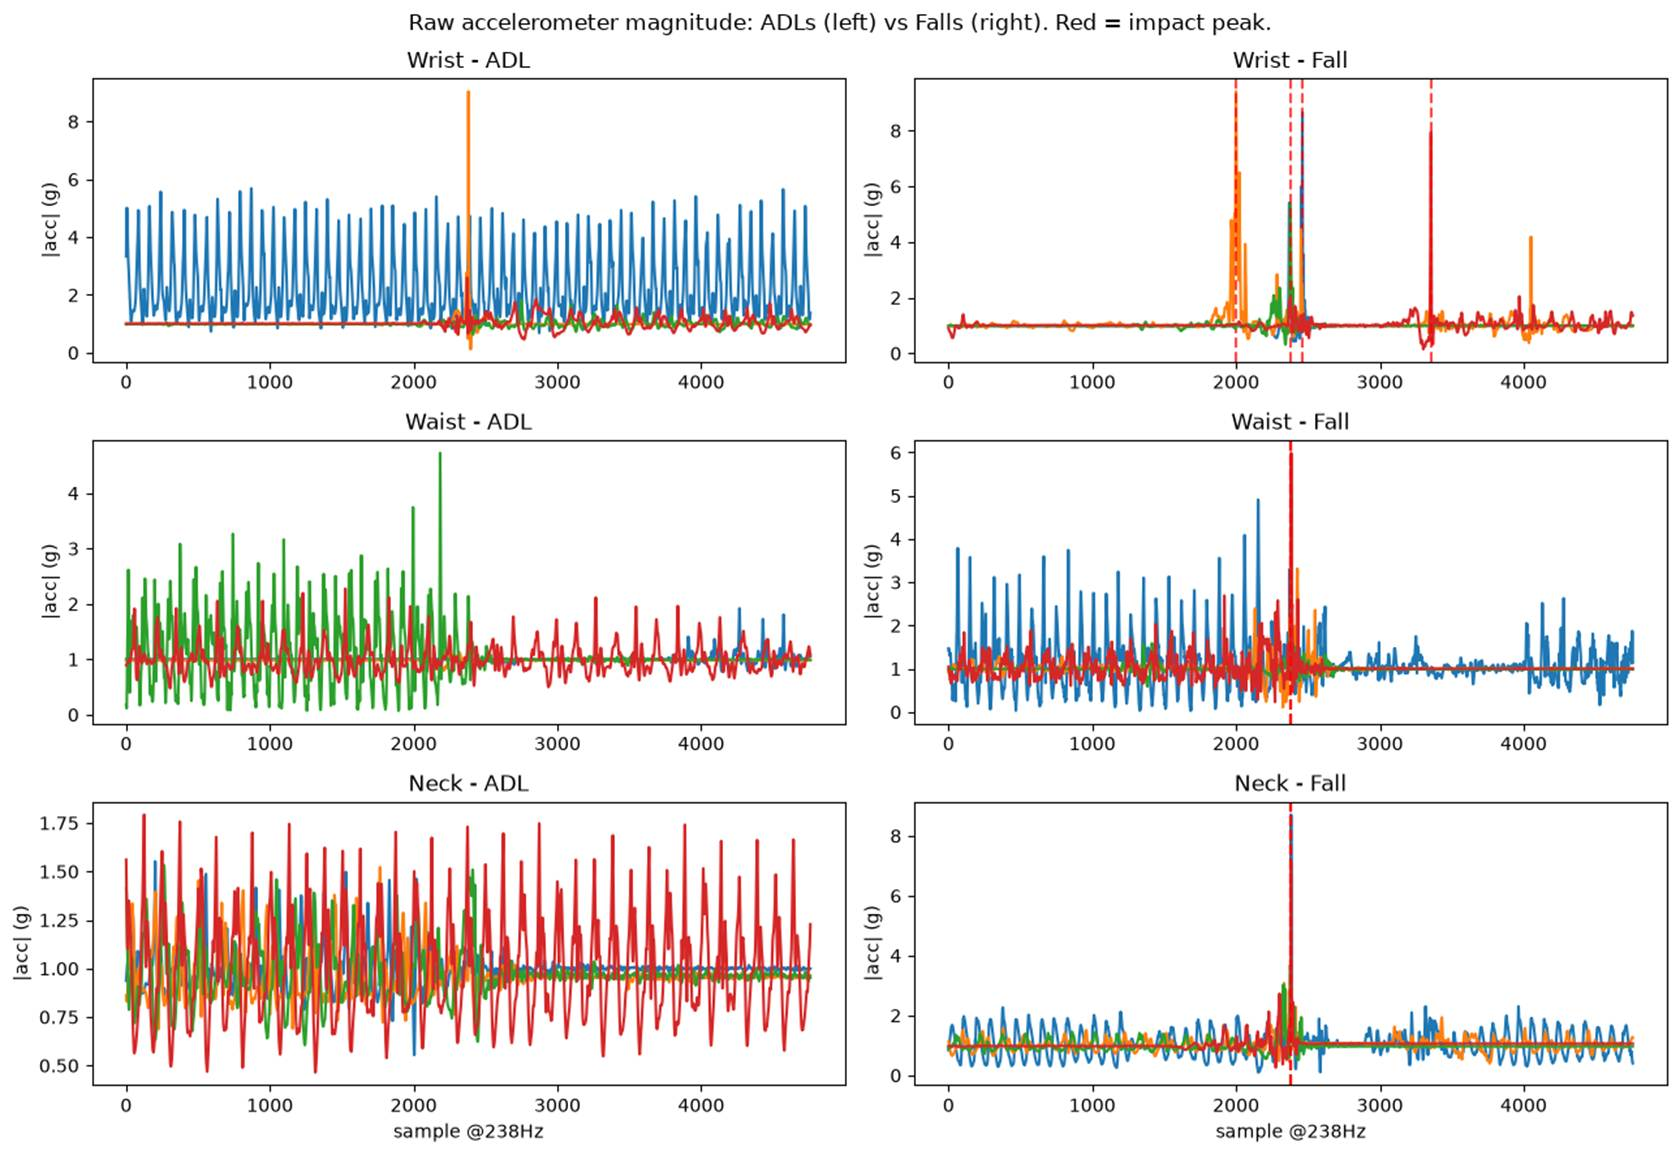 Raw accelerometer magnitude: ADLs (left) vs Falls (right). Red = impact peak.
Wrist - ADL
|acc| (g)
8
6
4
2
0
0 1000 2000 3000 4000
Wrist - Fall
|acc| (g)
8
6
4
2
0
0 1000 2000 3000 4000
Waist - ADL
|acc| (g)
4
3
2
1
0
0 1000 2000 3000 4000
Waist - Fall
|acc| (g)
6
5
4
3
2
1
0
0 1000 2000 3000 4000
Neck - ADL
|acc| (g)
1.75
1.50
1.25
1.00
0.75
0.50
0 1000 2000 3000 4000
sample @238Hz
Neck - Fall
|acc| (g)
8
6
4
2
0
0 1000 2000 3000 4000
sample @238Hz